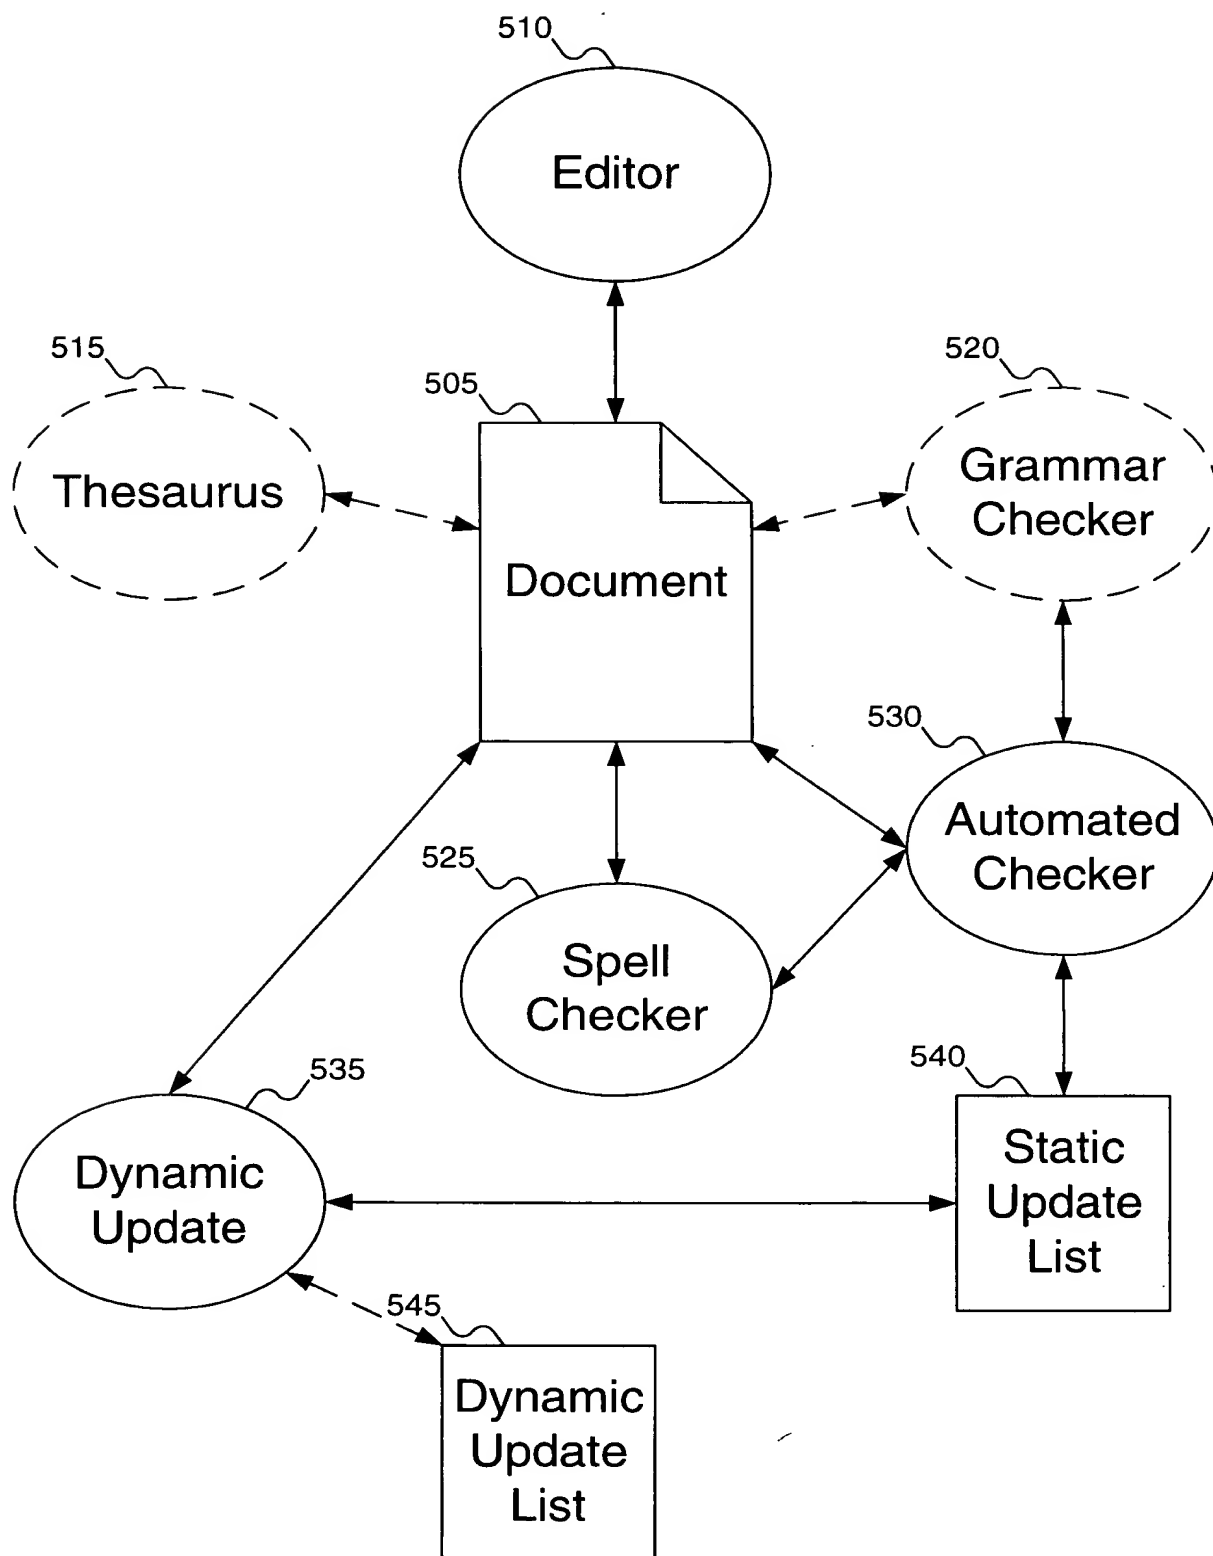 510
Editor
515
505
520
Thesaurus
Grammar
Checker
Document
530
Automated
Checker
525
Spell
Checker
535
540
Dynamic
Update
Static
Update
List
545
Dynamic
Update
List